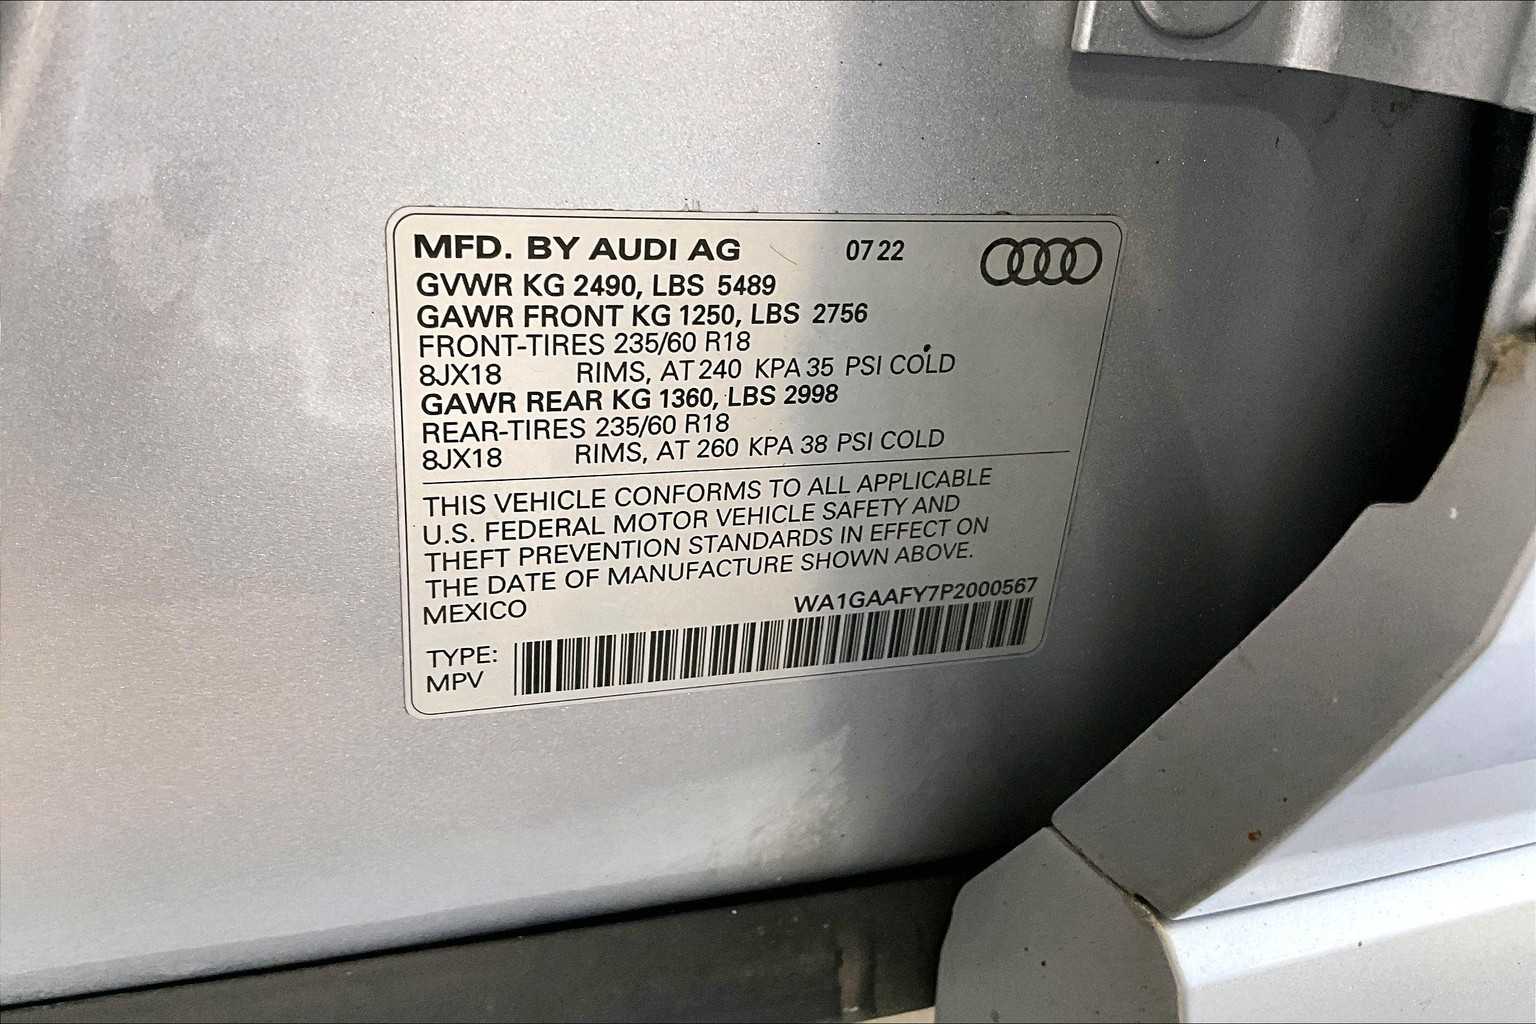 MFD. BY AUDI AG 07 22
GVWR KG 2490, LBS 5489
GAWR FRONT KG 1250, LBS 2756
FRONT-TIRES 235/60 R18
8JX18 RIMS, AT 240 KPA 35 PSI COLD
GAWR REAR KG 1360, LBS 2998
REAR-TIRES 235/60 R18
8JX18 RIMS, AT 260 KPA 38 PSI COLD
THIS VEHICLE CONFORMS TO ALL APPLICABLE
U.S. FEDERAL MOTOR VEHICLE SAFETY AND
THEFT PREVENTION STANDARDS IN EFFECT ON
THE DATE OF MANUFACTURE SHOWN ABOVE.
MEXICO WA1GAAFY7P2000567
TYPE:
MPV